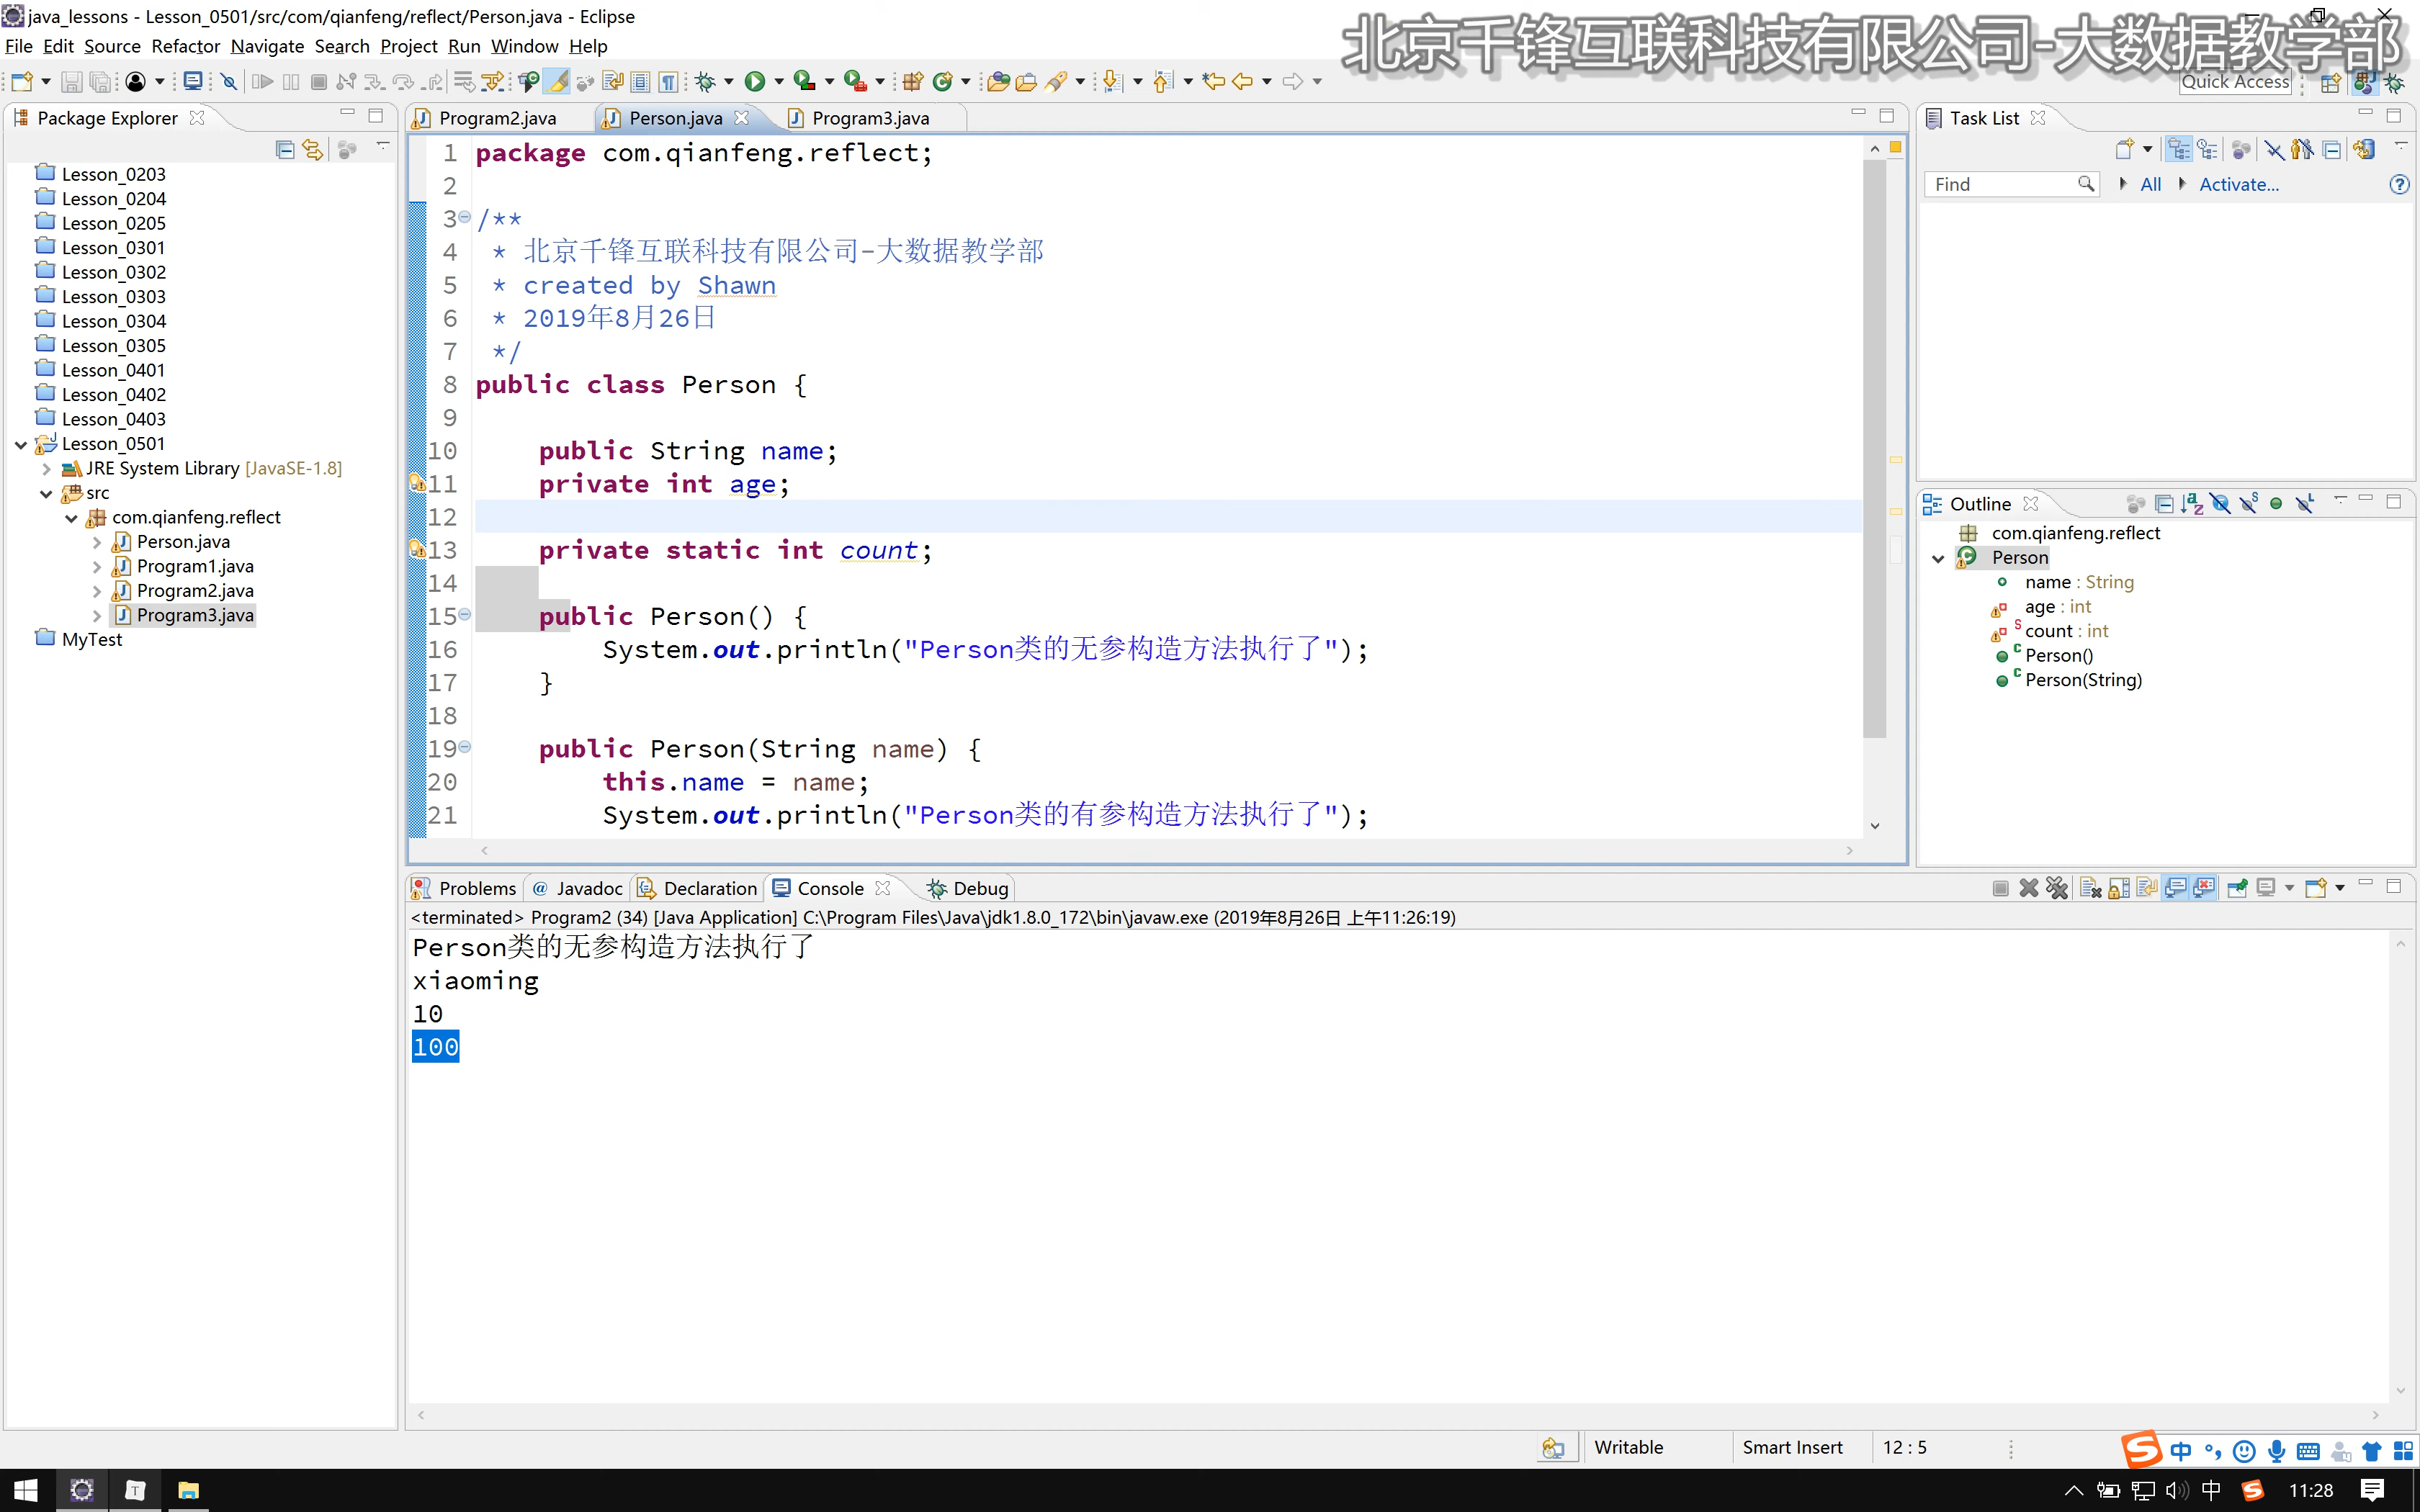 java_lessons - Lesson_0501/src/com/qianfeng/reflect/Person.java - Eclipse
北京千锋互联科技有限公司-大数据教学部
File Edit Source Refactor Navigate Search Project Run Window Help
Quick Access
Package Explorer
Lesson_0203
Lesson_0204
Lesson_0205
Lesson_0301
Lesson_0302
Lesson_0303
Lesson_0304
Lesson_0305
Lesson_0401
Lesson_0402
Lesson_0403
Lesson_0501
JRE System Library [JavaSE-1.8]
src
com.qianfeng.reflect
Person.java
Program1.java
Program2.java
Program3.java
MyTest
Program2.java Person.java Program3.java
1 package com.qianfeng.reflect;
2
3 /**
4 * 北京千锋互联科技有限公司-大数据教学部
5 * created by Shawn
6 * 2019年8月26日
7 */
8 public class Person {
9
10 public String name;
11 private int age;
12
13 private static int count;
14
15 public Person() {
16 System.out.println("Person类的无参构造方法执行了");
17 }
18
19 public Person(String name) {
20 this.name = name;
21 System.out.println("Person类的有参构造方法执行了");
Task List
Find All Activate...
Outline
com.qianfeng.reflect
Person
name : String
age : int
count : int
Person()
Person(String)
Problems Javadoc Declaration Console Debug
<terminated> Program2 (34) [Java Application] C:\Program Files\Java\jdk1.8.0_172\bin\javaw.exe (2019年8月26日 上午11:26:19)
Person类的无参构造方法执行了
xiaoming
10
100
Writable Smart Insert 12 : 5
中
中 11:28